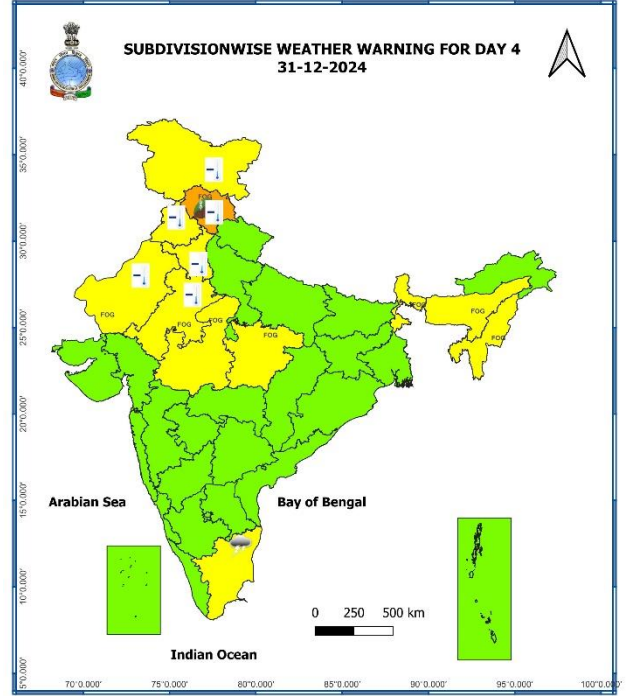 SUBDIVISIONWISE WEATHER WARNING FOR DAY 4
31-12-2024
40°0.000'
35°0.000'
30°0.000'
25°0.000'
20°0.000'
15°0.000'
10°0.000'
5°0.000'
FOG
FOG
FOG
FOG
FOG
FOG
FOG
FOG
Arabian Sea
Bay of Bengal
0 250 500 km
Indian Ocean
70°0.000' 75°0.000' 80°0.000' 85°0.000' 90°0.000' 95°0.000' 100°0.000'